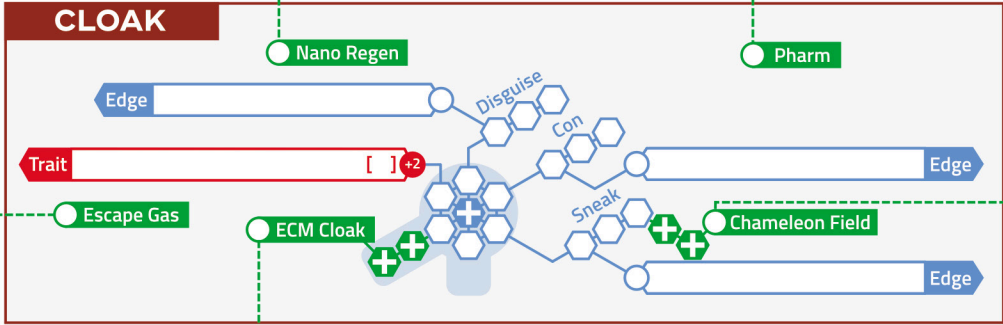 CLOAK
Nano Regen
Pharm
Edge
Disguise
Con
Trait
[ ]
+2
Edge
Escape Gas
ECM Cloak
Sneak
Chameleon Field
Edge